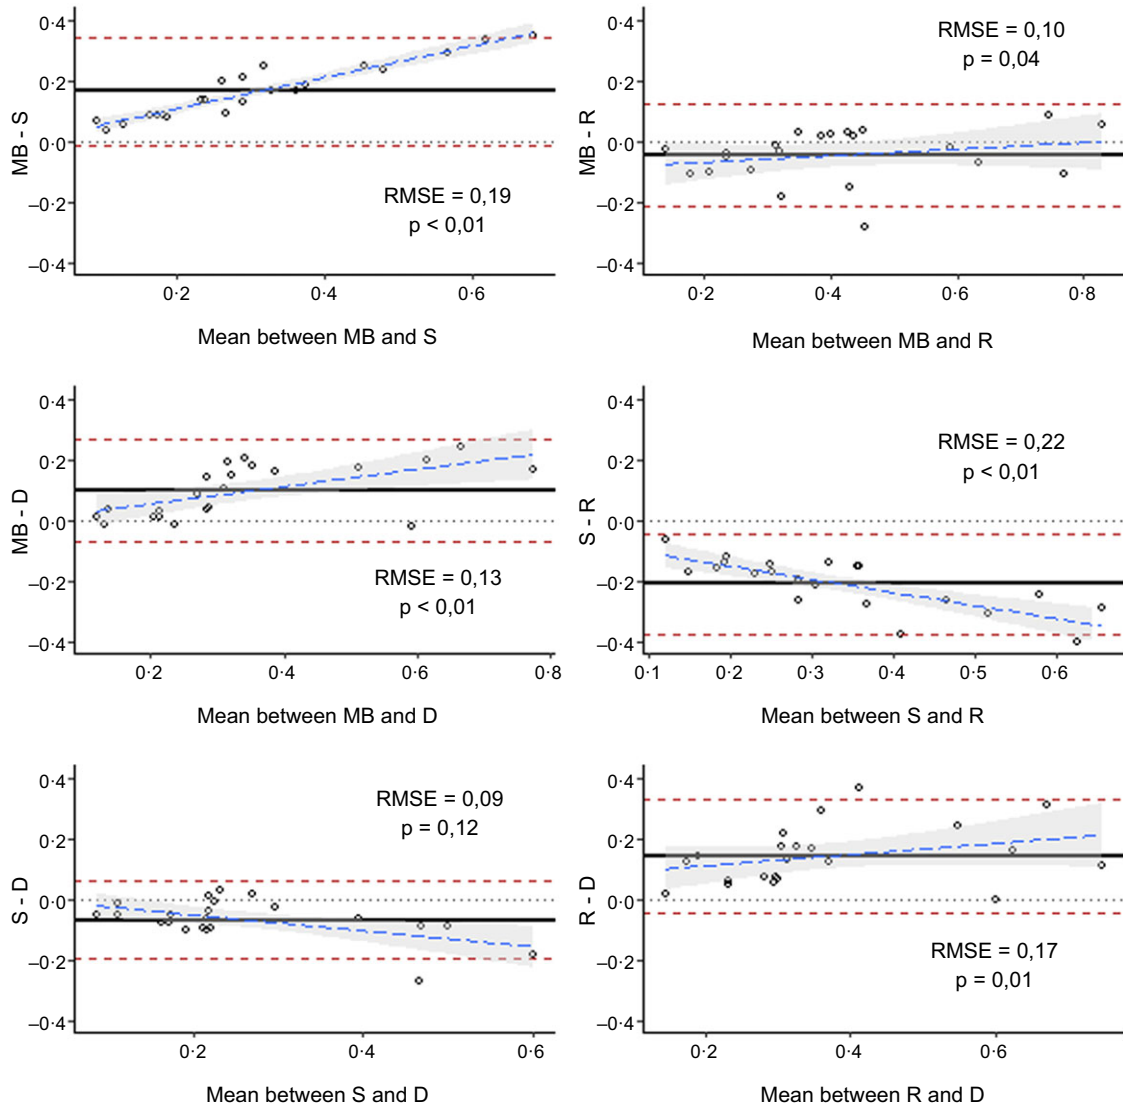 MB - S
0·4
0·2
0·0
–0·2
–0·4
RMSE = 0,19
p < 0,01
0·2
0·4
0·6
Mean between MB and S
MB - R
0·4
0·2
0·0
–0·2
–0·4
RMSE = 0,10
p = 0,04
0·2
0·4
0·6
0·8
Mean between MB and R
MB - D
0·4
0·2
0·0
–0·2
–0·4
RMSE = 0,13
p < 0,01
0·2
0·4
0·6
0·8
Mean between MB and D
S - R
0·4
0·2
0·0
–0·2
–0·4
RMSE = 0,22
p < 0,01
0·1
0·2
0·3
0·4
0·5
0·6
Mean between S and R
S - D
0·4
0·2
0·0
–0·2
–0·4
RMSE = 0,09
p = 0,12
0·2
0·4
0·6
Mean between S and D
R - D
0·4
0·2
0·0
–0·2
–0·4
RMSE = 0,17
p = 0,01
0·2
0·4
0·6
Mean between R and D